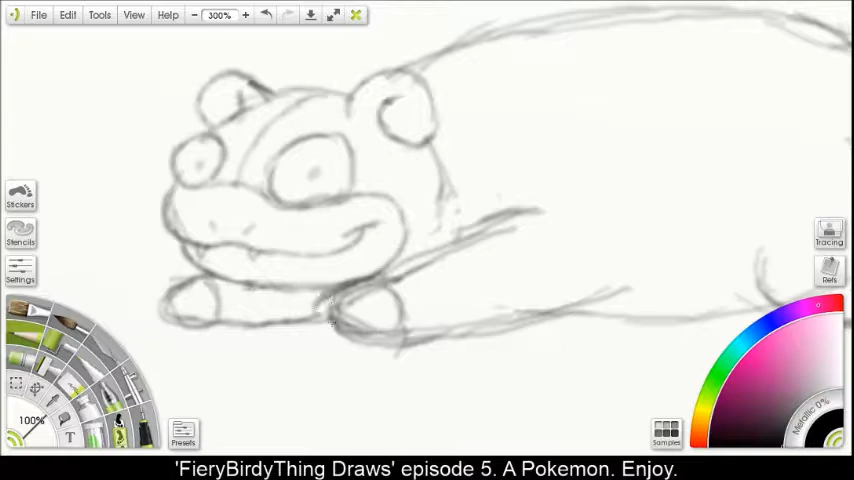 File Edit Tools View Help − 300% +
Stickers
Stencils
Settings
Tracing
Refs
100%
T
Metallic 0%
Presets
Samples
'FieryBirdyThing Draws' episode 5. A Pokemon. Enjoy.